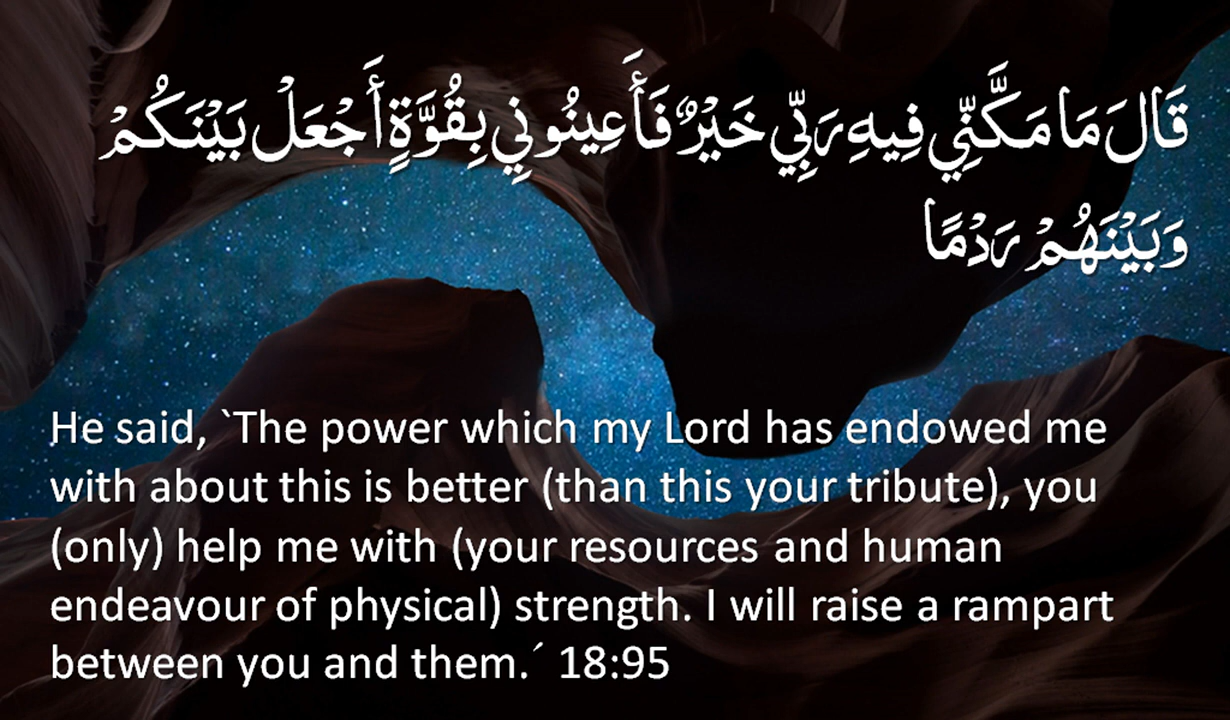 قَالَ مَا مَكَّنِّي فِيهِ رَبِّي خَيْرٌ فَأَعِينُونِي بِقُوَّةٍ أَجْعَلْ بَيْنَكُمْ
وَبَيْنَهُمْ رَدْمًا
He said, `The power which my Lord has endowed me
with about this is better (than this your tribute), you
(only) help me with (your resources and human
endeavour of physical) strength. I will raise a rampart
between you and them.´ 18:95